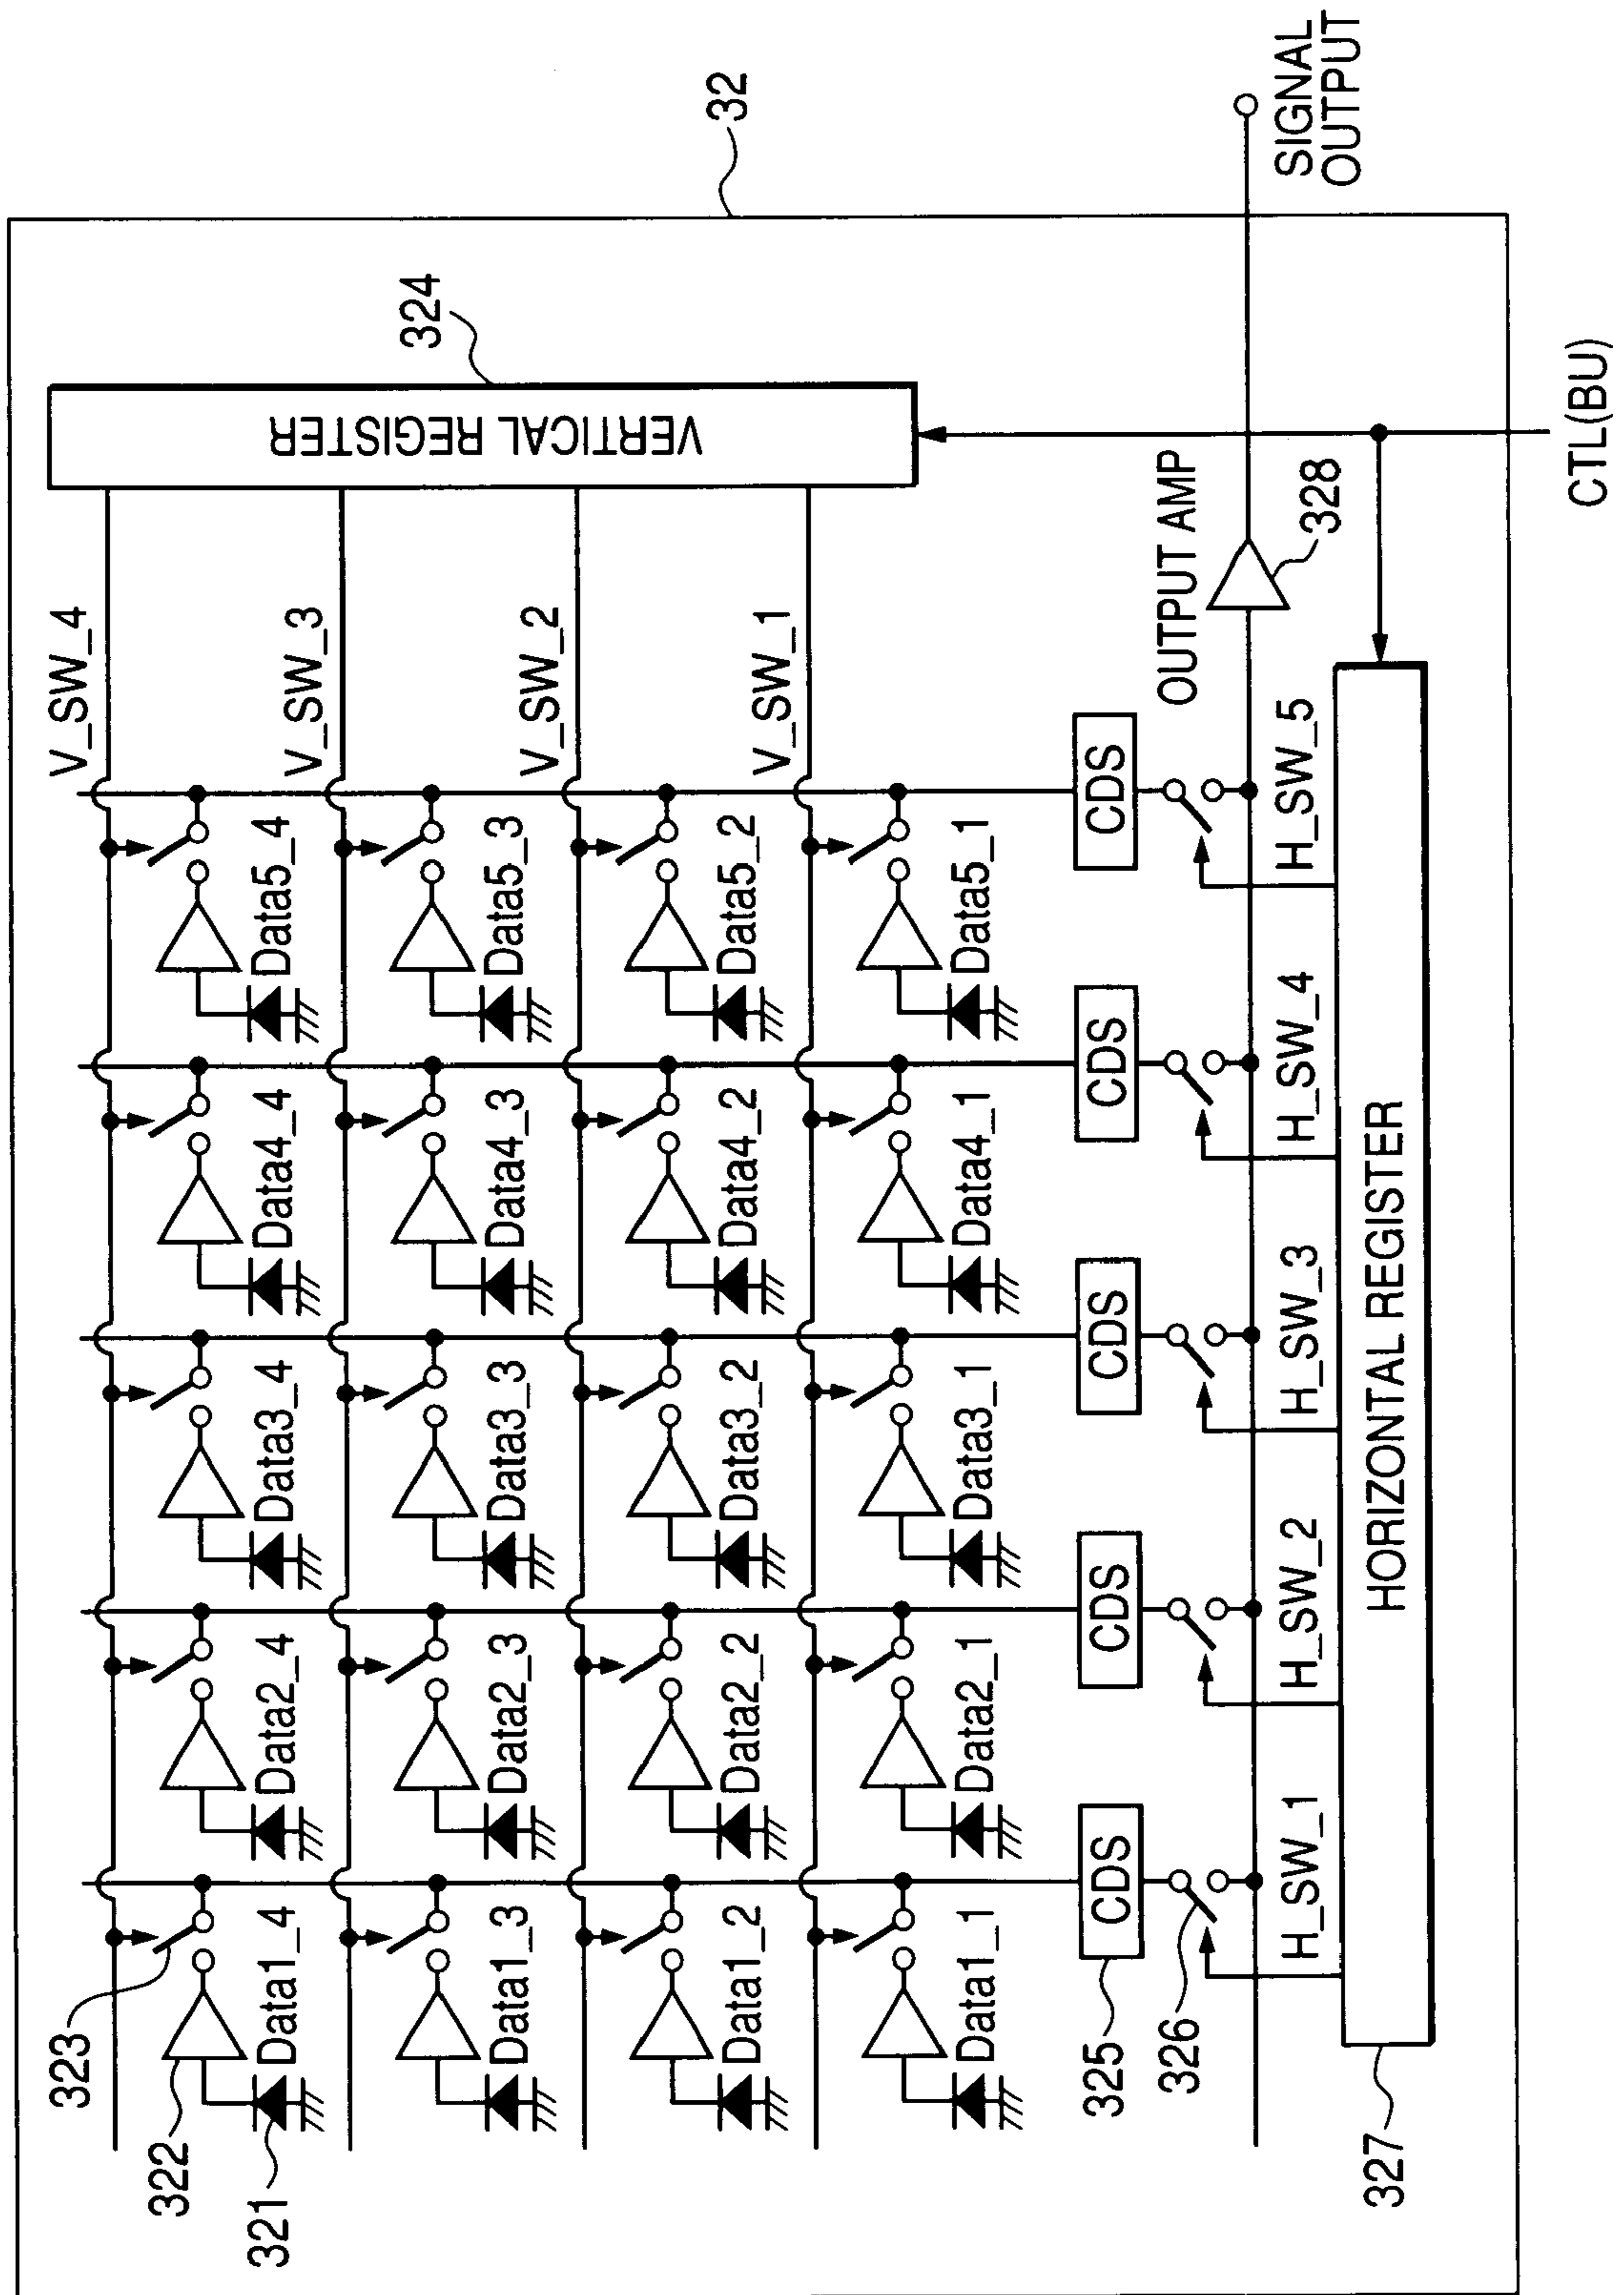 32
324
VERTICAL REGISTER
V_SW_4
V_SW_3
V_SW_2
V_SW_1
323
322
321
Data1_4
Data2_4
Data3_4
Data4_4
Data5_4
Data1_3
Data2_3
Data3_3
Data4_3
Data5_3
Data1_2
Data2_2
Data3_2
Data4_2
Data5_2
Data1_1
Data2_1
Data3_1
Data4_1
Data5_1
325
CDS
CDS
CDS
CDS
CDS
326
OUTPUT AMP
328
SIGNAL
OUTPUT
H_SW_1
H_SW_2
H_SW_3
H_SW_4
H_SW_5
327
HORIZONTAL REGISTER
CTL(BU)